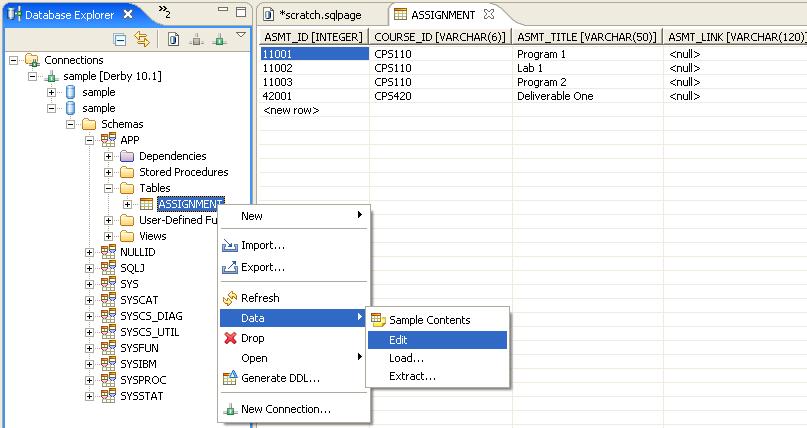 Database Explorer
»2
*scratch.sqlpage
ASSIGNMENT
ASMT_ID [INTEGER] COURSE_ID [VARCHAR(6)] ASMT_TITLE [VARCHAR(50)] ASMT_LINK [VARCHAR(120)]
11001 CPS110 Program 1 <null>
11002 CPS110 Lab 1 <null>
11003 CPS110 Program 2 <null>
42001 CPS420 Deliverable One <null>
<new row>
Connections
sample [Derby 10.1]
sample
sample
Schemas
APP
Dependencies
Stored Procedures
Tables
ASSIGNMENT
User-Defined Fu
Views
NULLID
SQLJ
SYS
SYSCAT
SYSCS_DIAG
SYSCS_UTIL
SYSFUN
SYSIBM
SYSPROC
SYSSTAT
New
Import...
Export...
Refresh
Data
Drop
Open
Generate DDL...
New Connection...
Sample Contents
Edit
Load...
Extract...